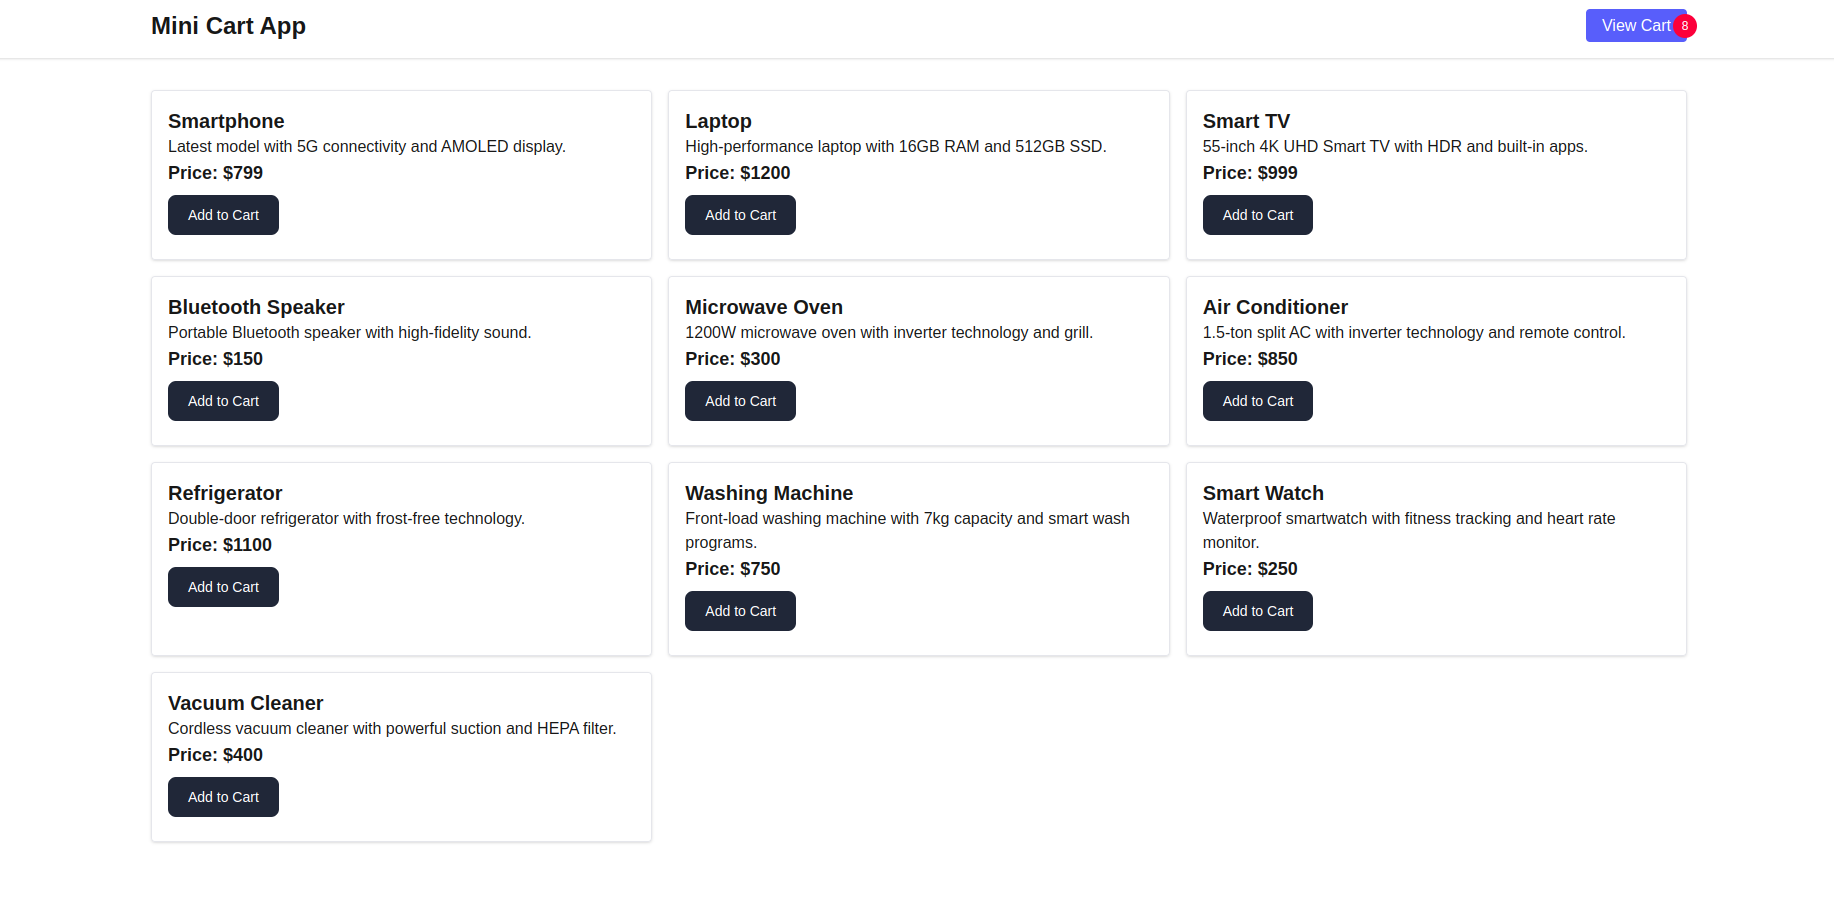 Mini Cart App
View Cart 8
Smartphone
Latest model with 5G connectivity and AMOLED display.
Price: $799
Add to Cart
Laptop
High-performance laptop with 16GB RAM and 512GB SSD.
Price: $1200
Add to Cart
Smart TV
55-inch 4K UHD Smart TV with HDR and built-in apps.
Price: $999
Add to Cart
Bluetooth Speaker
Portable Bluetooth speaker with high-fidelity sound.
Price: $150
Add to Cart
Microwave Oven
1200W microwave oven with inverter technology and grill.
Price: $300
Add to Cart
Air Conditioner
1.5-ton split AC with inverter technology and remote control.
Price: $850
Add to Cart
Refrigerator
Double-door refrigerator with frost-free technology.
Price: $1100
Add to Cart
Washing Machine
Front-load washing machine with 7kg capacity and smart wash
programs.
Price: $750
Add to Cart
Smart Watch
Waterproof smartwatch with fitness tracking and heart rate
monitor.
Price: $250
Add to Cart
Vacuum Cleaner
Cordless vacuum cleaner with powerful suction and HEPA filter.
Price: $400
Add to Cart